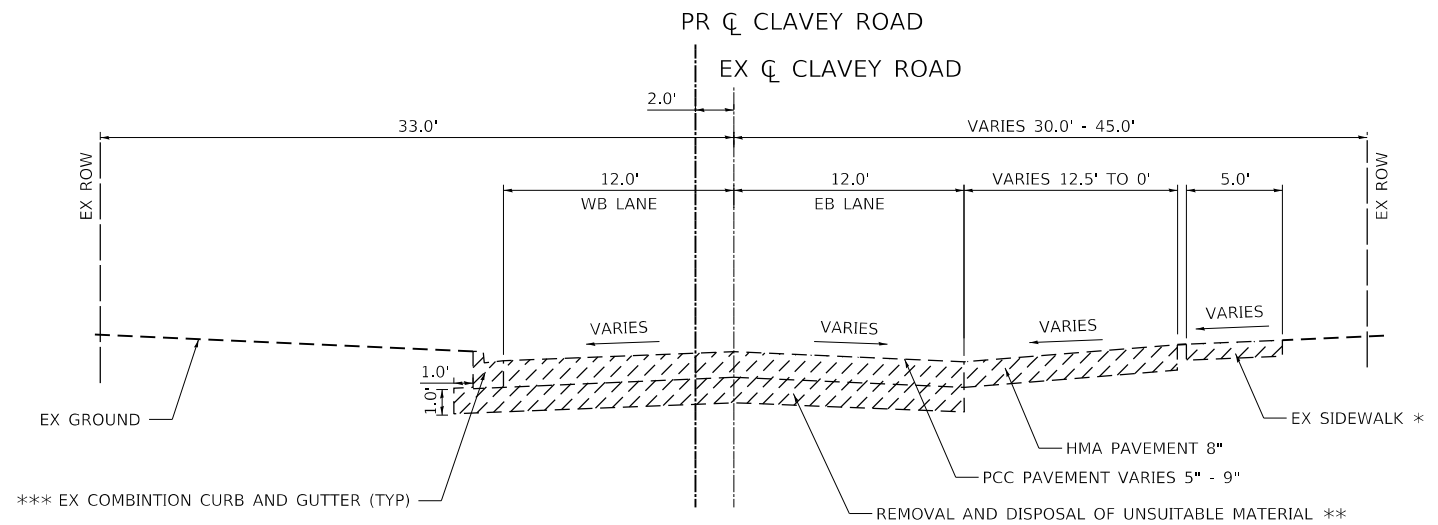 PR ℄ CLAVEY ROAD
EX ℄ CLAVEY ROAD
2.0'
33.0'
VARIES 30.0' - 45.0'
EX ROW
12.0'
WB LANE
12.0'
EB LANE
VARIES 12.5' TO 0'
5.0'
EX ROW
VARIES
VARIES
VARIES
VARIES
1.0'
1.0'
EX GROUND
EX SIDEWALK *
HMA PAVEMENT 8"
PCC PAVEMENT VARIES 5" - 9"
*** EX COMBINTION CURB AND GUTTER (TYP)
REMOVAL AND DISPOSAL OF UNSUITABLE MATERIAL **